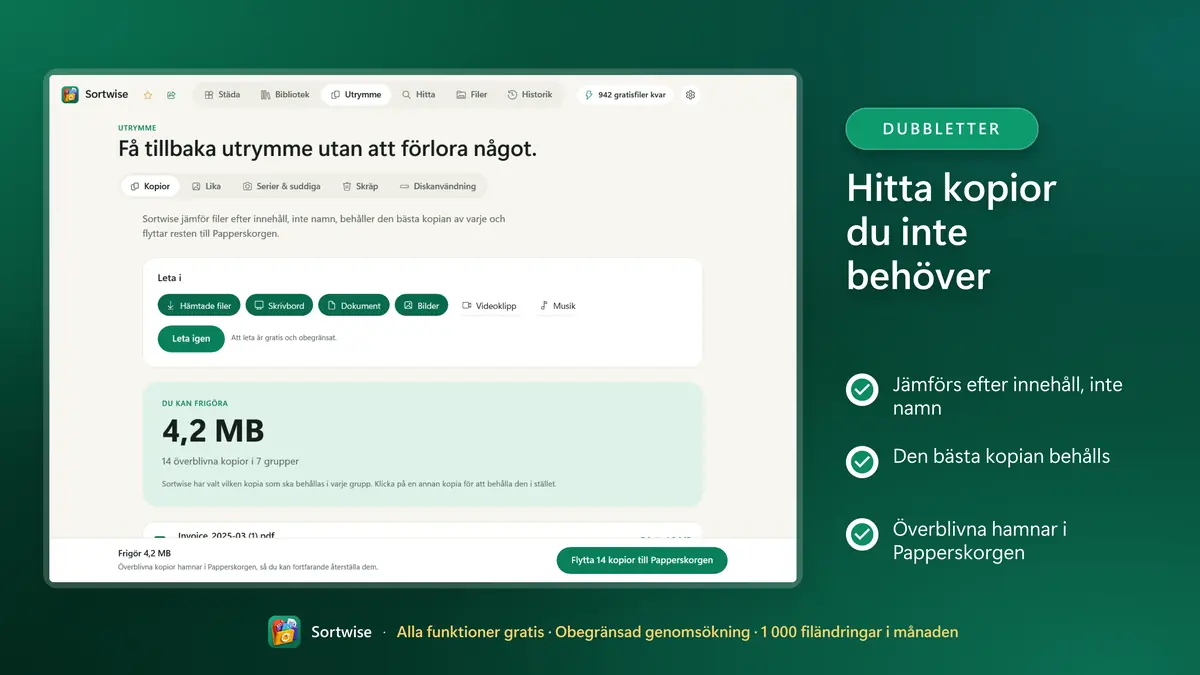 Sortwise
Städa
Bibliotek
Utrymme
Hitta
Filer
Historik
942 gratisfiler kvar
UTRYMME
Få tillbaka utrymme utan att förlora något.
Kopior
Lika
Serier & suddiga
Skräp
Diskanvändning
Sortwise jämför filer efter innehåll, inte namn, behåller den bästa kopian av varje och
flyttar resten till Papperskorgen.
Leta i
Hämtade filer
Skrivbord
Dokument
Bilder
Videoklipp
Musik
Leta igen
Att leta är gratis och obegränsat.
DU KAN FRIGÖRA
4,2 MB
14 överblivna kopior i 7 grupper
Sortwise har valt vilken kopia som ska behållas i varje grupp. Klicka på en annan kopia för att behålla den i stället.
Invoice_2025-03 (1).pdf
Frigör 4,2 MB
Överblivna kopior hamnar i Papperskorgen, så du kan fortfarande återställa dem.
Flytta 14 kopior till Papperskorgen
DUBBLETTER
Hitta kopior
du inte
behöver
Jämförs efter innehåll, inte
namn
Den bästa kopian behålls
Överblivna hamnar i
Papperskorgen
Sortwise · Alla funktioner gratis · Obegränsad genomsökning · 1 000 filändringar i månaden